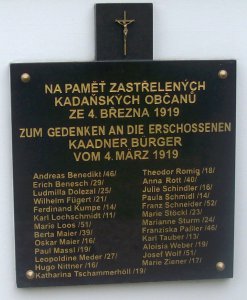 NA PAMĚŤ ZASTŘELENÝCH
KADAŇSKÝCH OBČANŮ
ZE 4. BŘEZNA 1919
ZUM GEDENKEN AN DIE ERSCHOSSENEN
KAADNER BÜRGER
VOM 4. MÄRZ 1919
Andreas Benedikt /46/
Erich Benesch /29/
Ludmilla Dolezal /25/
Wilhelm Fügert /21/
Ferdinand Kumpe /14/
Karl Lochschmidt /11/
Marie Loos /51/
Berta Maier /39/
Oskar Maier /16/
Paul Massl /19/
Leopoldine Meder /27/
Hugo Nittner /16/
Katharina Tschammerhöll /19/
Theodor Romig /18/
Anna Rott /40/
Julie Schindler /16/
Paula Schmidl /14/
Franz Schneider /52/
Marie Stöckl /23/
Marianne Sturm /24/
Franziska Pailler /46/
Karl Tauber /13/
Aloisia Weber /19/
Josef Wolf /51/
Marie Ziener /17/